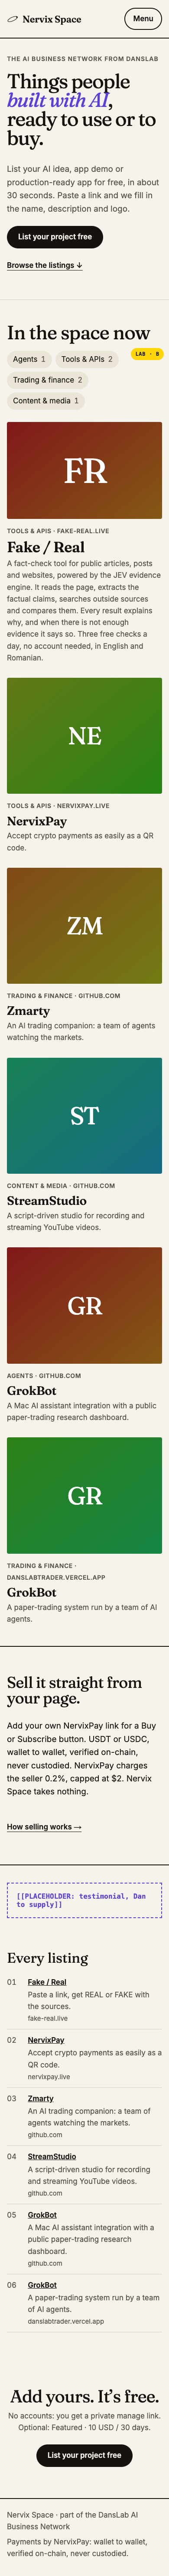 Nervix Space
Menu
THE AI BUSINESS NETWORK FROM DANSLAB
Things people
built with AI,
ready to use or to
buy.
List your AI idea, app demo or
production-ready app for free, in about
30 seconds. Paste a link and we fill in
the name, description and logo.
List your project free
Browse the listings ↓
In the space now
Agents 1
Tools & APIs 2
LAB · B
Trading & finance 2
Content & media 1
FR
TOOLS & APIS · FAKE-REAL.LIVE
Fake / Real
A fact-check tool for public articles, posts
and websites, powered by the JEV evidence
engine. It reads the page, extracts the
factual claims, searches outside sources
and compares them. Every result explains
why, and when there is not enough
evidence it says so. Three free checks a
day, no account needed, in English and
Romanian.
NE
TOOLS & APIS · NERVIXPAY.LIVE
NervixPay
Accept crypto payments as easily as a QR
code.
ZM
TRADING & FINANCE · GITHUB.COM
Zmarty
An AI trading companion: a team of agents
watching the markets.
ST
CONTENT & MEDIA · GITHUB.COM
StreamStudio
A script-driven studio for recording and
streaming YouTube videos.
GR
AGENTS · GITHUB.COM
GrokBot
A Mac AI assistant integration with a public
paper-trading research dashboard.
GR
TRADING & FINANCE ·
DANSLABTRADER.VERCEL.APP
GrokBot
A paper-trading system run by a team of AI
agents.
Sell it straight from
your page.
Add your own NervixPay link for a Buy
or Subscribe button. USDT or USDC,
wallet to wallet, verified on-chain,
never custodied. NervixPay charges
the seller 0.2%, capped at $2. Nervix
Space takes nothing.
How selling works →
[[PLACEHOLDER: testimonial, Dan
to supply]]
Every listing
01 Fake / Real
Paste a link, get REAL or FAKE with
the sources.
fake-real.live
02 NervixPay
Accept crypto payments as easily as a
QR code.
nervixpay.live
03 Zmarty
An AI trading companion: a team of
agents watching the markets.
github.com
04 StreamStudio
A script-driven studio for recording
and streaming YouTube videos.
github.com
05 GrokBot
A Mac AI assistant integration with a
public paper-trading research
dashboard.
github.com
06 GrokBot
A paper-trading system run by a team
of AI agents.
danslabtrader.vercel.app
Add yours. It's free.
No accounts: you get a private manage link.
Optional: Featured · 10 USD / 30 days.
List your project free
Nervix Space · part of the DansLab AI
Business Network
Payments by NervixPay: wallet to wallet,
verified on-chain, never custodied.